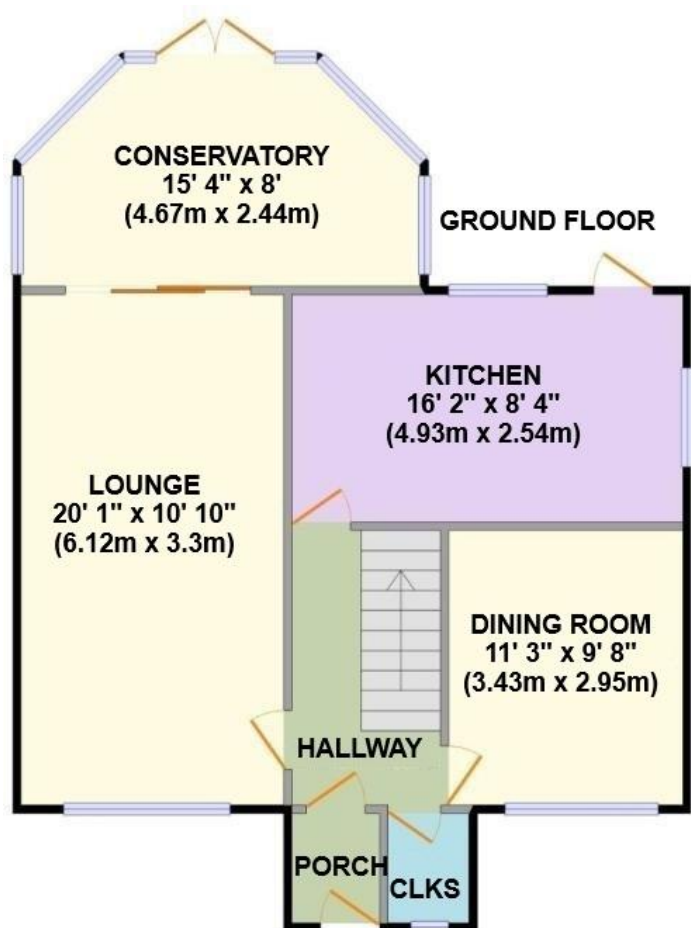 CONSERVATORY
15' 4" x 8'
(4.67m x 2.44m)
GROUND FLOOR
KITCHEN
16' 2" x 8' 4"
(4.93m x 2.54m)
LOUNGE
20' 1" x 10' 10"
(6.12m x 3.3m)
DINING ROOM
11' 3" x 9' 8"
(3.43m x 2.95m)
HALLWAY
PORCH
CLKS